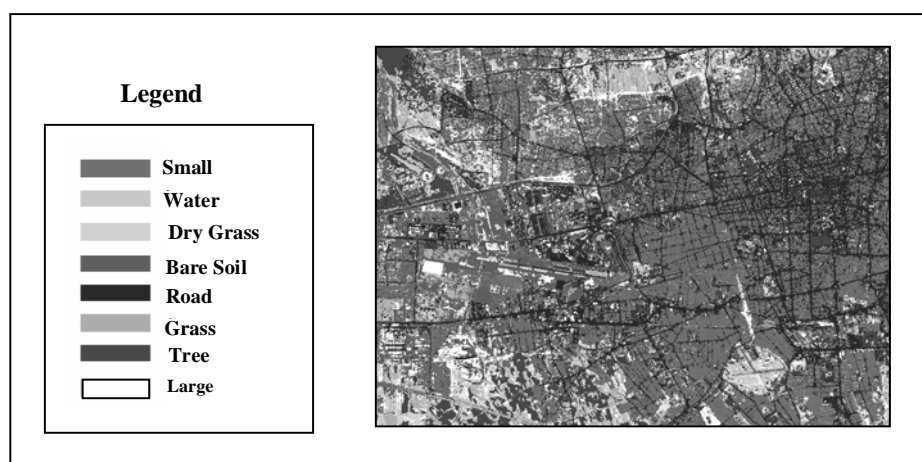 Legend
Small
Water
Dry Grass
Bare Soil
Road
Grass
Tree
Large